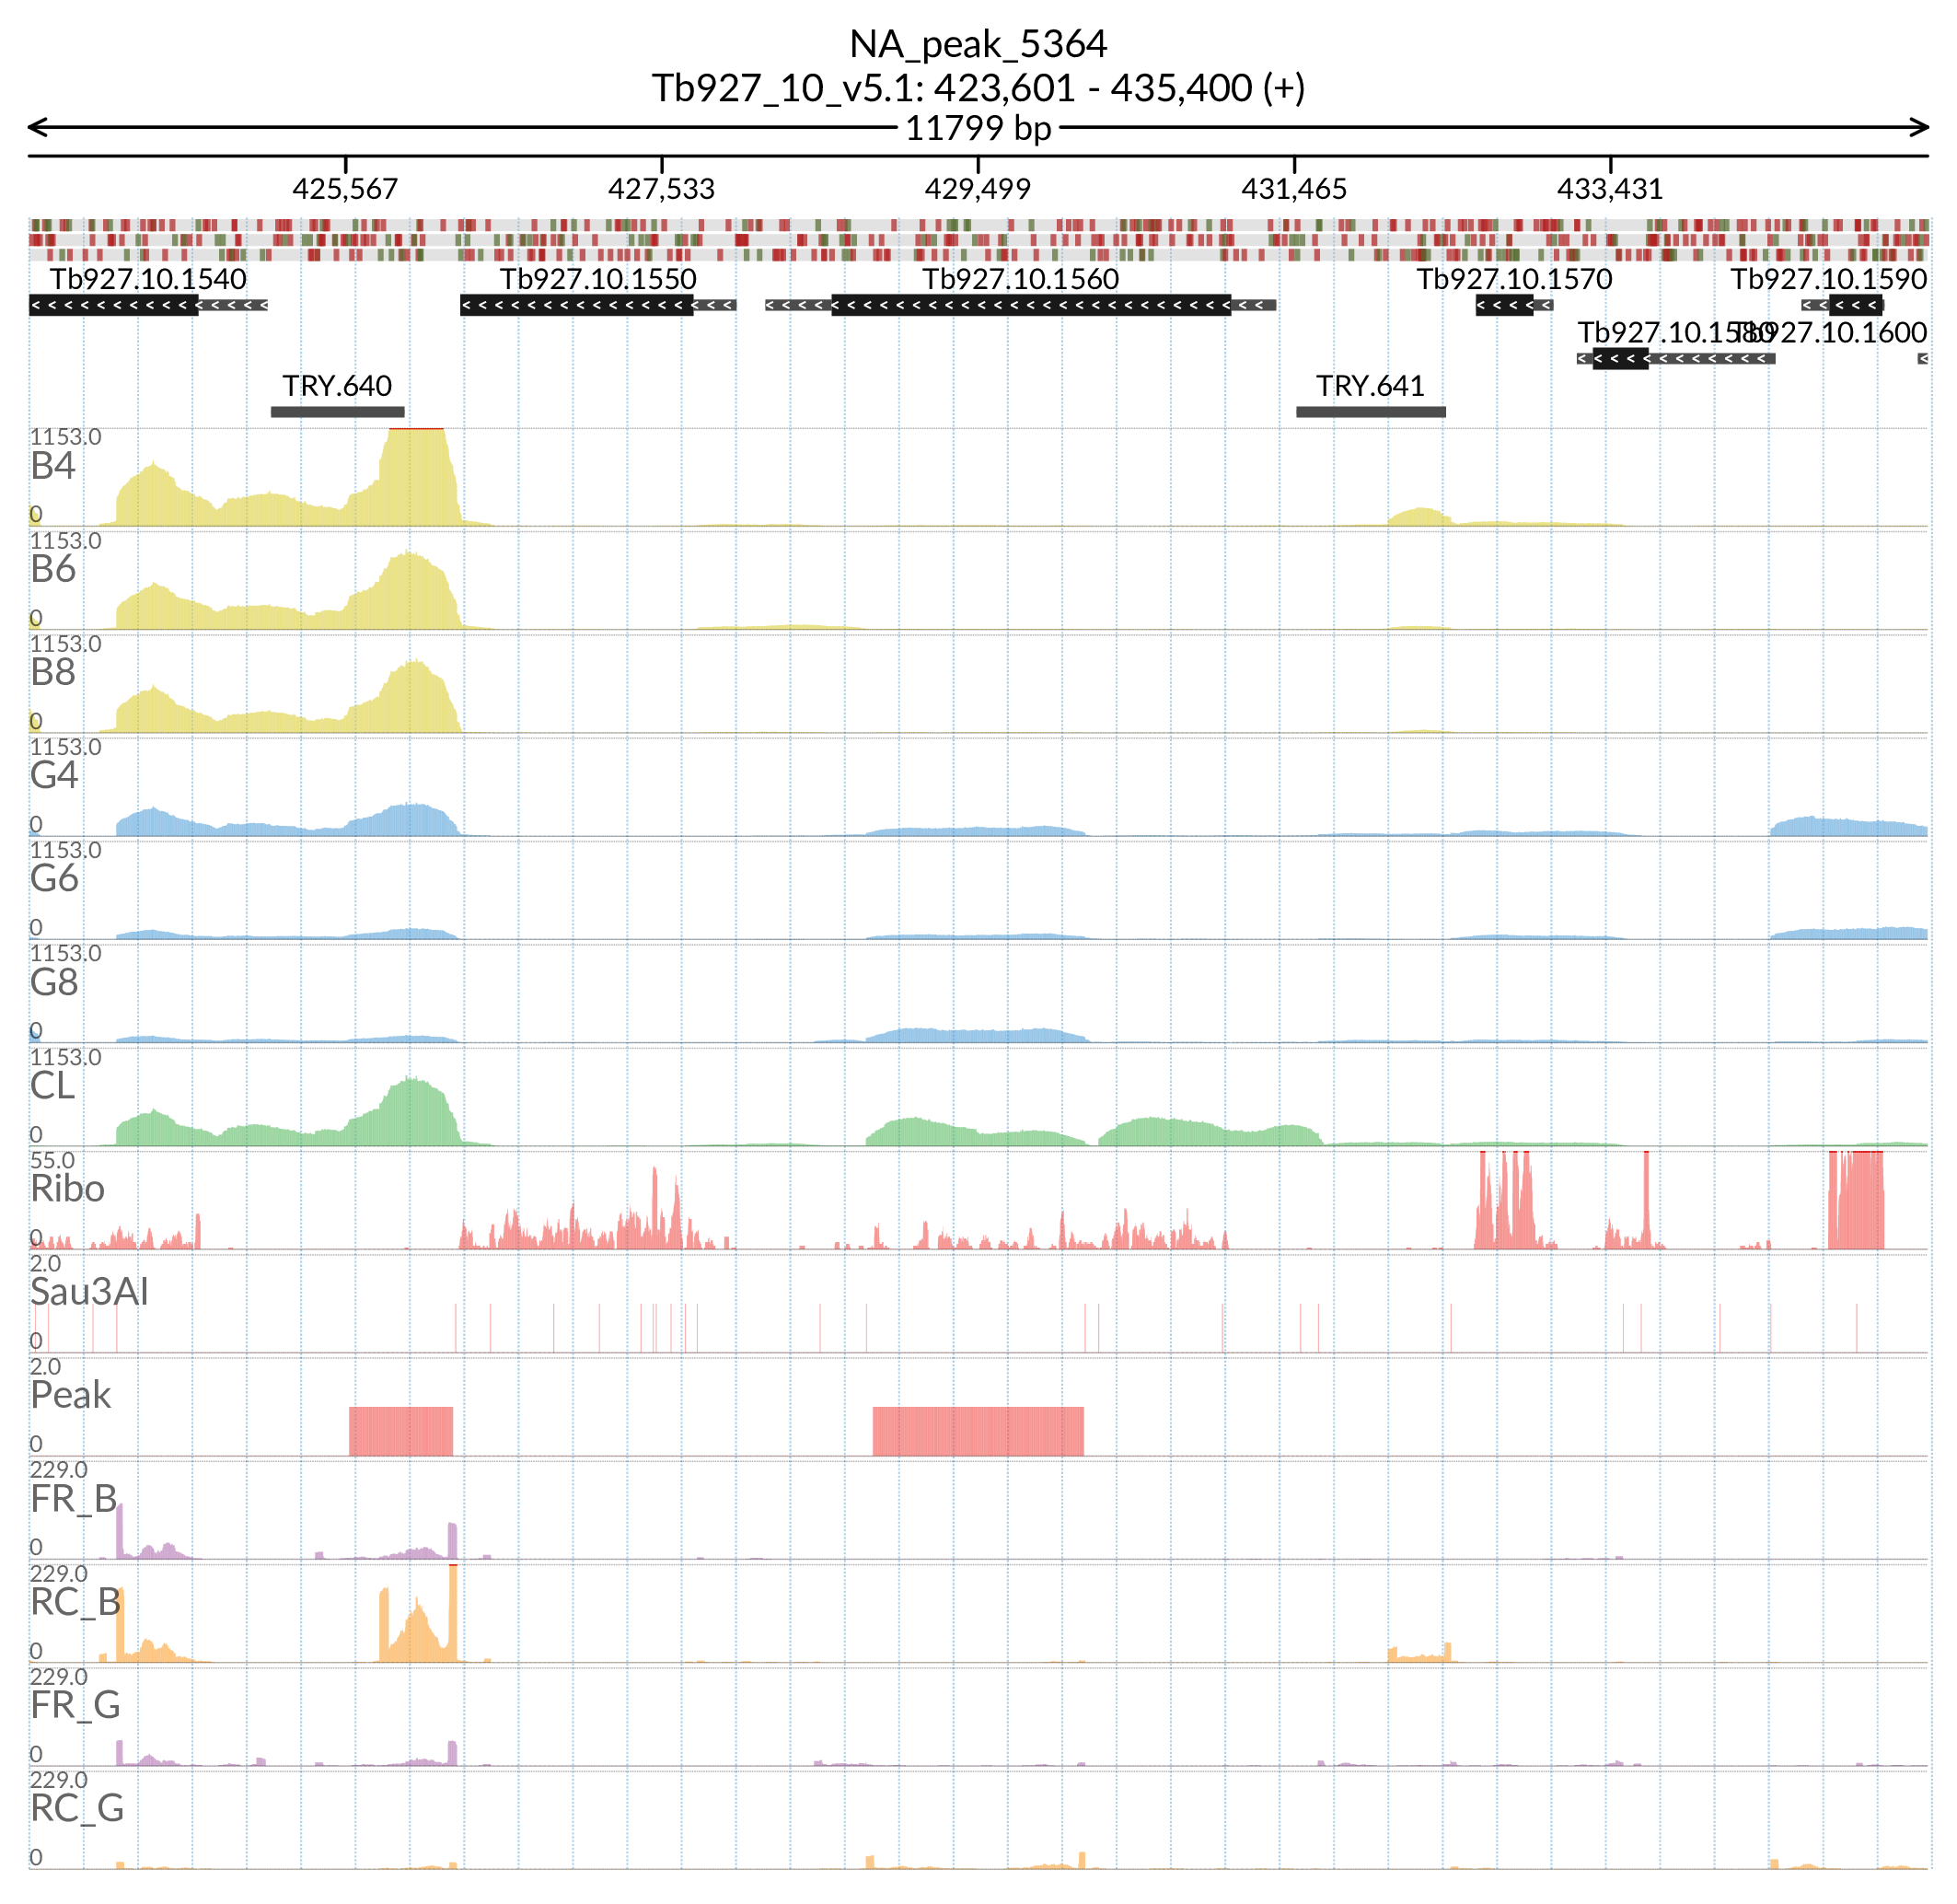 NA_peak_5364
Tb927_10_v5.1: 423,601 - 435,400 (+)
11799 bp
425,567 427,533 429,499 431,465 433,431
Tb927.10.1540 Tb927.10.1550 Tb927.10.1560 Tb927.10.1570 Tb927.10.1590
Tb927.10.1580 Tb927.10.1600
TRY.640 TRY.641
1153.0
B4
0
1153.0
B6
0
1153.0
B8
0
1153.0
G4
0
1153.0
G6
0
1153.0
G8
0
1153.0
CL
0
55.0
Ribo
0
2.0
Sau3AI
0
2.0
Peak
0
229.0
FR_B
0
229.0
RC_B
0
229.0
FR_G
0
229.0
RC_G
0